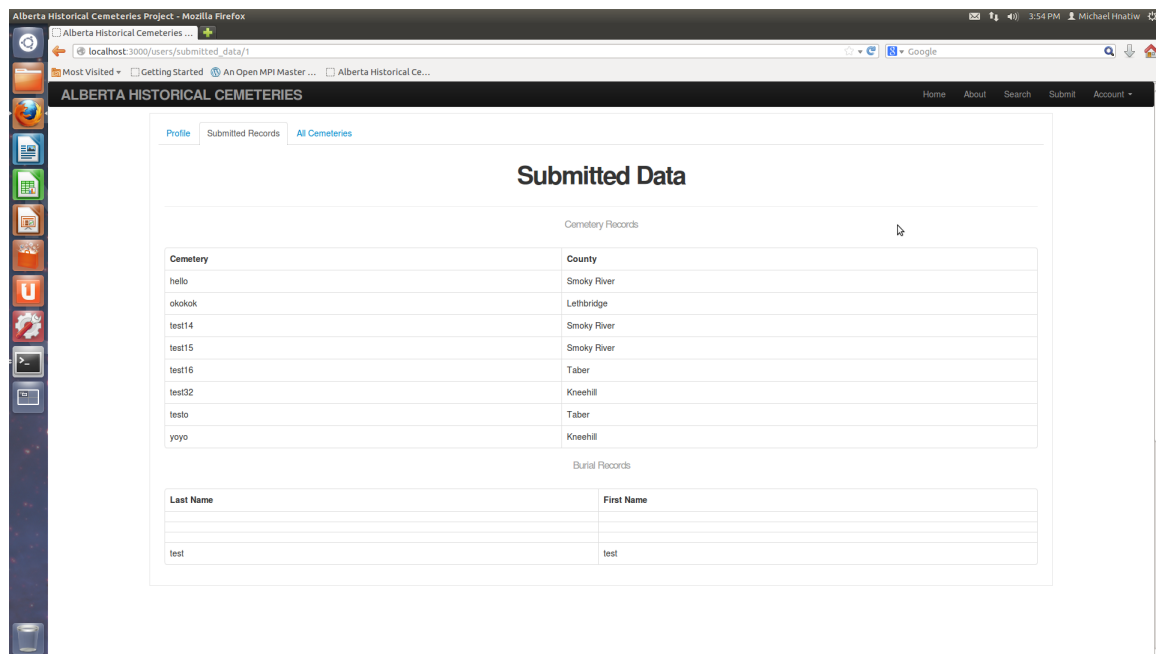 Alberta Historical Cemeteries Project - Mozilla Firefox 3:54 PM Michael Hnatiw
Alberta Historical Cemeteries ...
localhost:3000/users/submitted_data/1 Google
Most Visited Getting Started An Open MPI Master ... Alberta Historical Ce...
ALBERTA HISTORICAL CEMETERIES Home About Search Submit Account
Profile Submitted Records All Cemeteries
Submitted Data
Cemetery Records
Cemetery County
hello Smoky River
okokok Lethbridge
test14 Smoky River
test15 Smoky River
test16 Taber
test32 Kneehill
testo Taber
yoyo Kneehill
Burial Records
Last Name First Name
test test